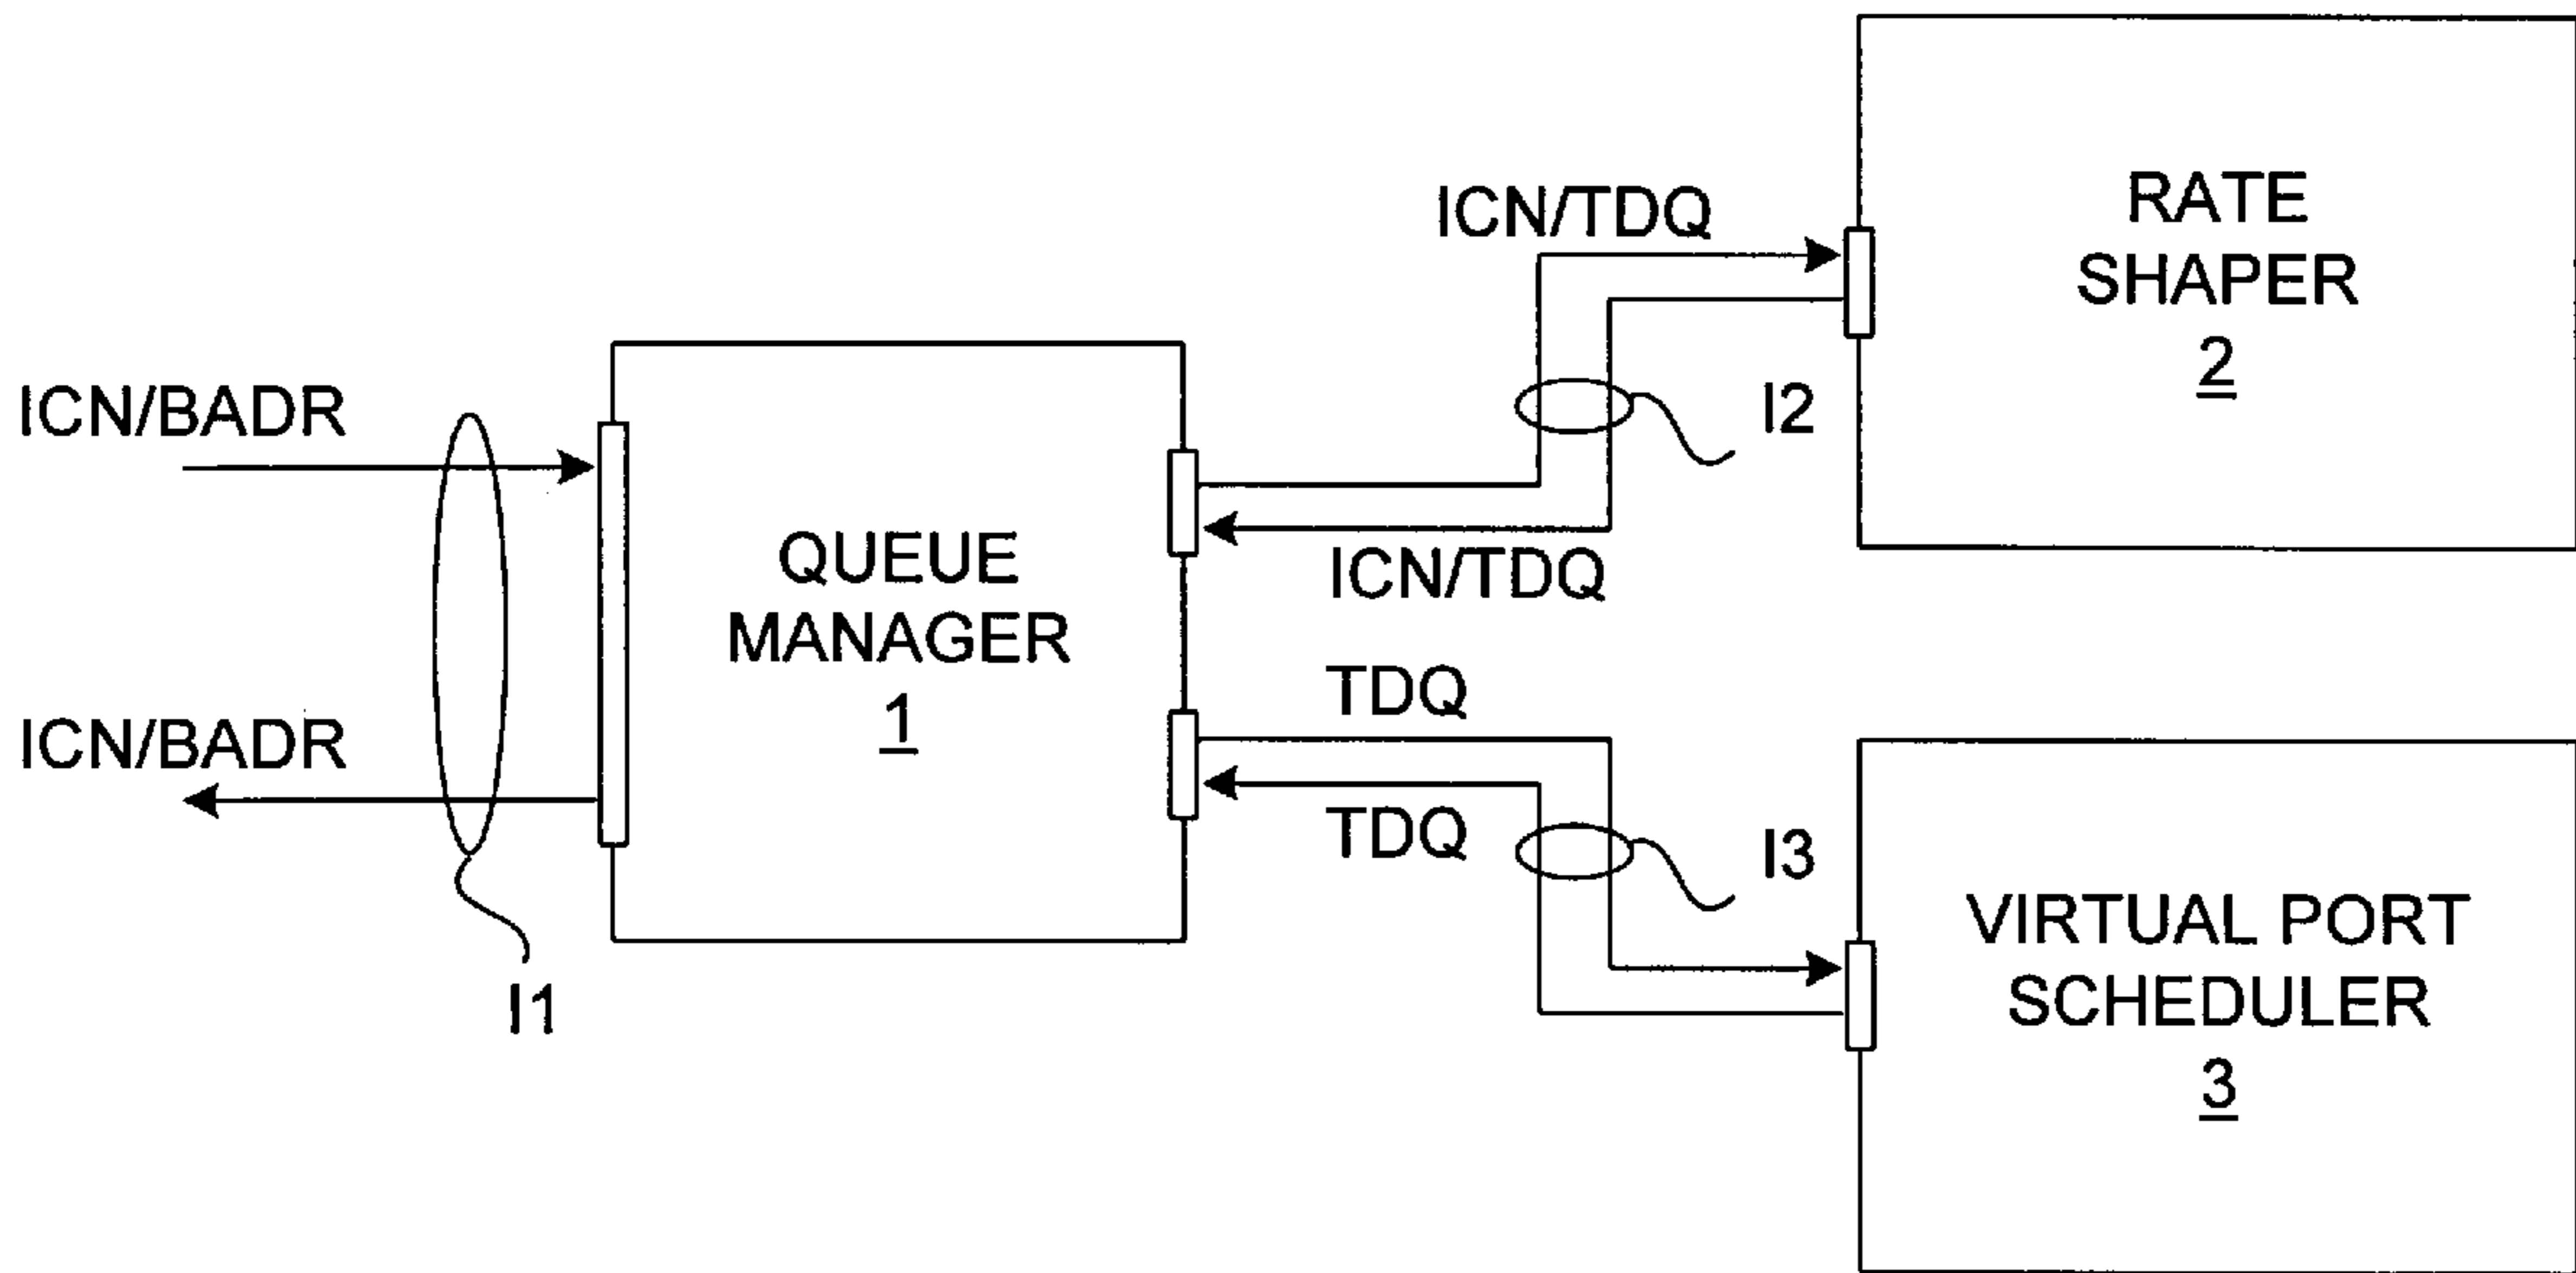 ICN/BADR
ICN/BADR
I1
QUEUE
MANAGER
1
ICN/TDQ
ICN/TDQ
I2
TDQ
TDQ
I3
RATE
SHAPER
2
VIRTUAL PORT
SCHEDULER
3